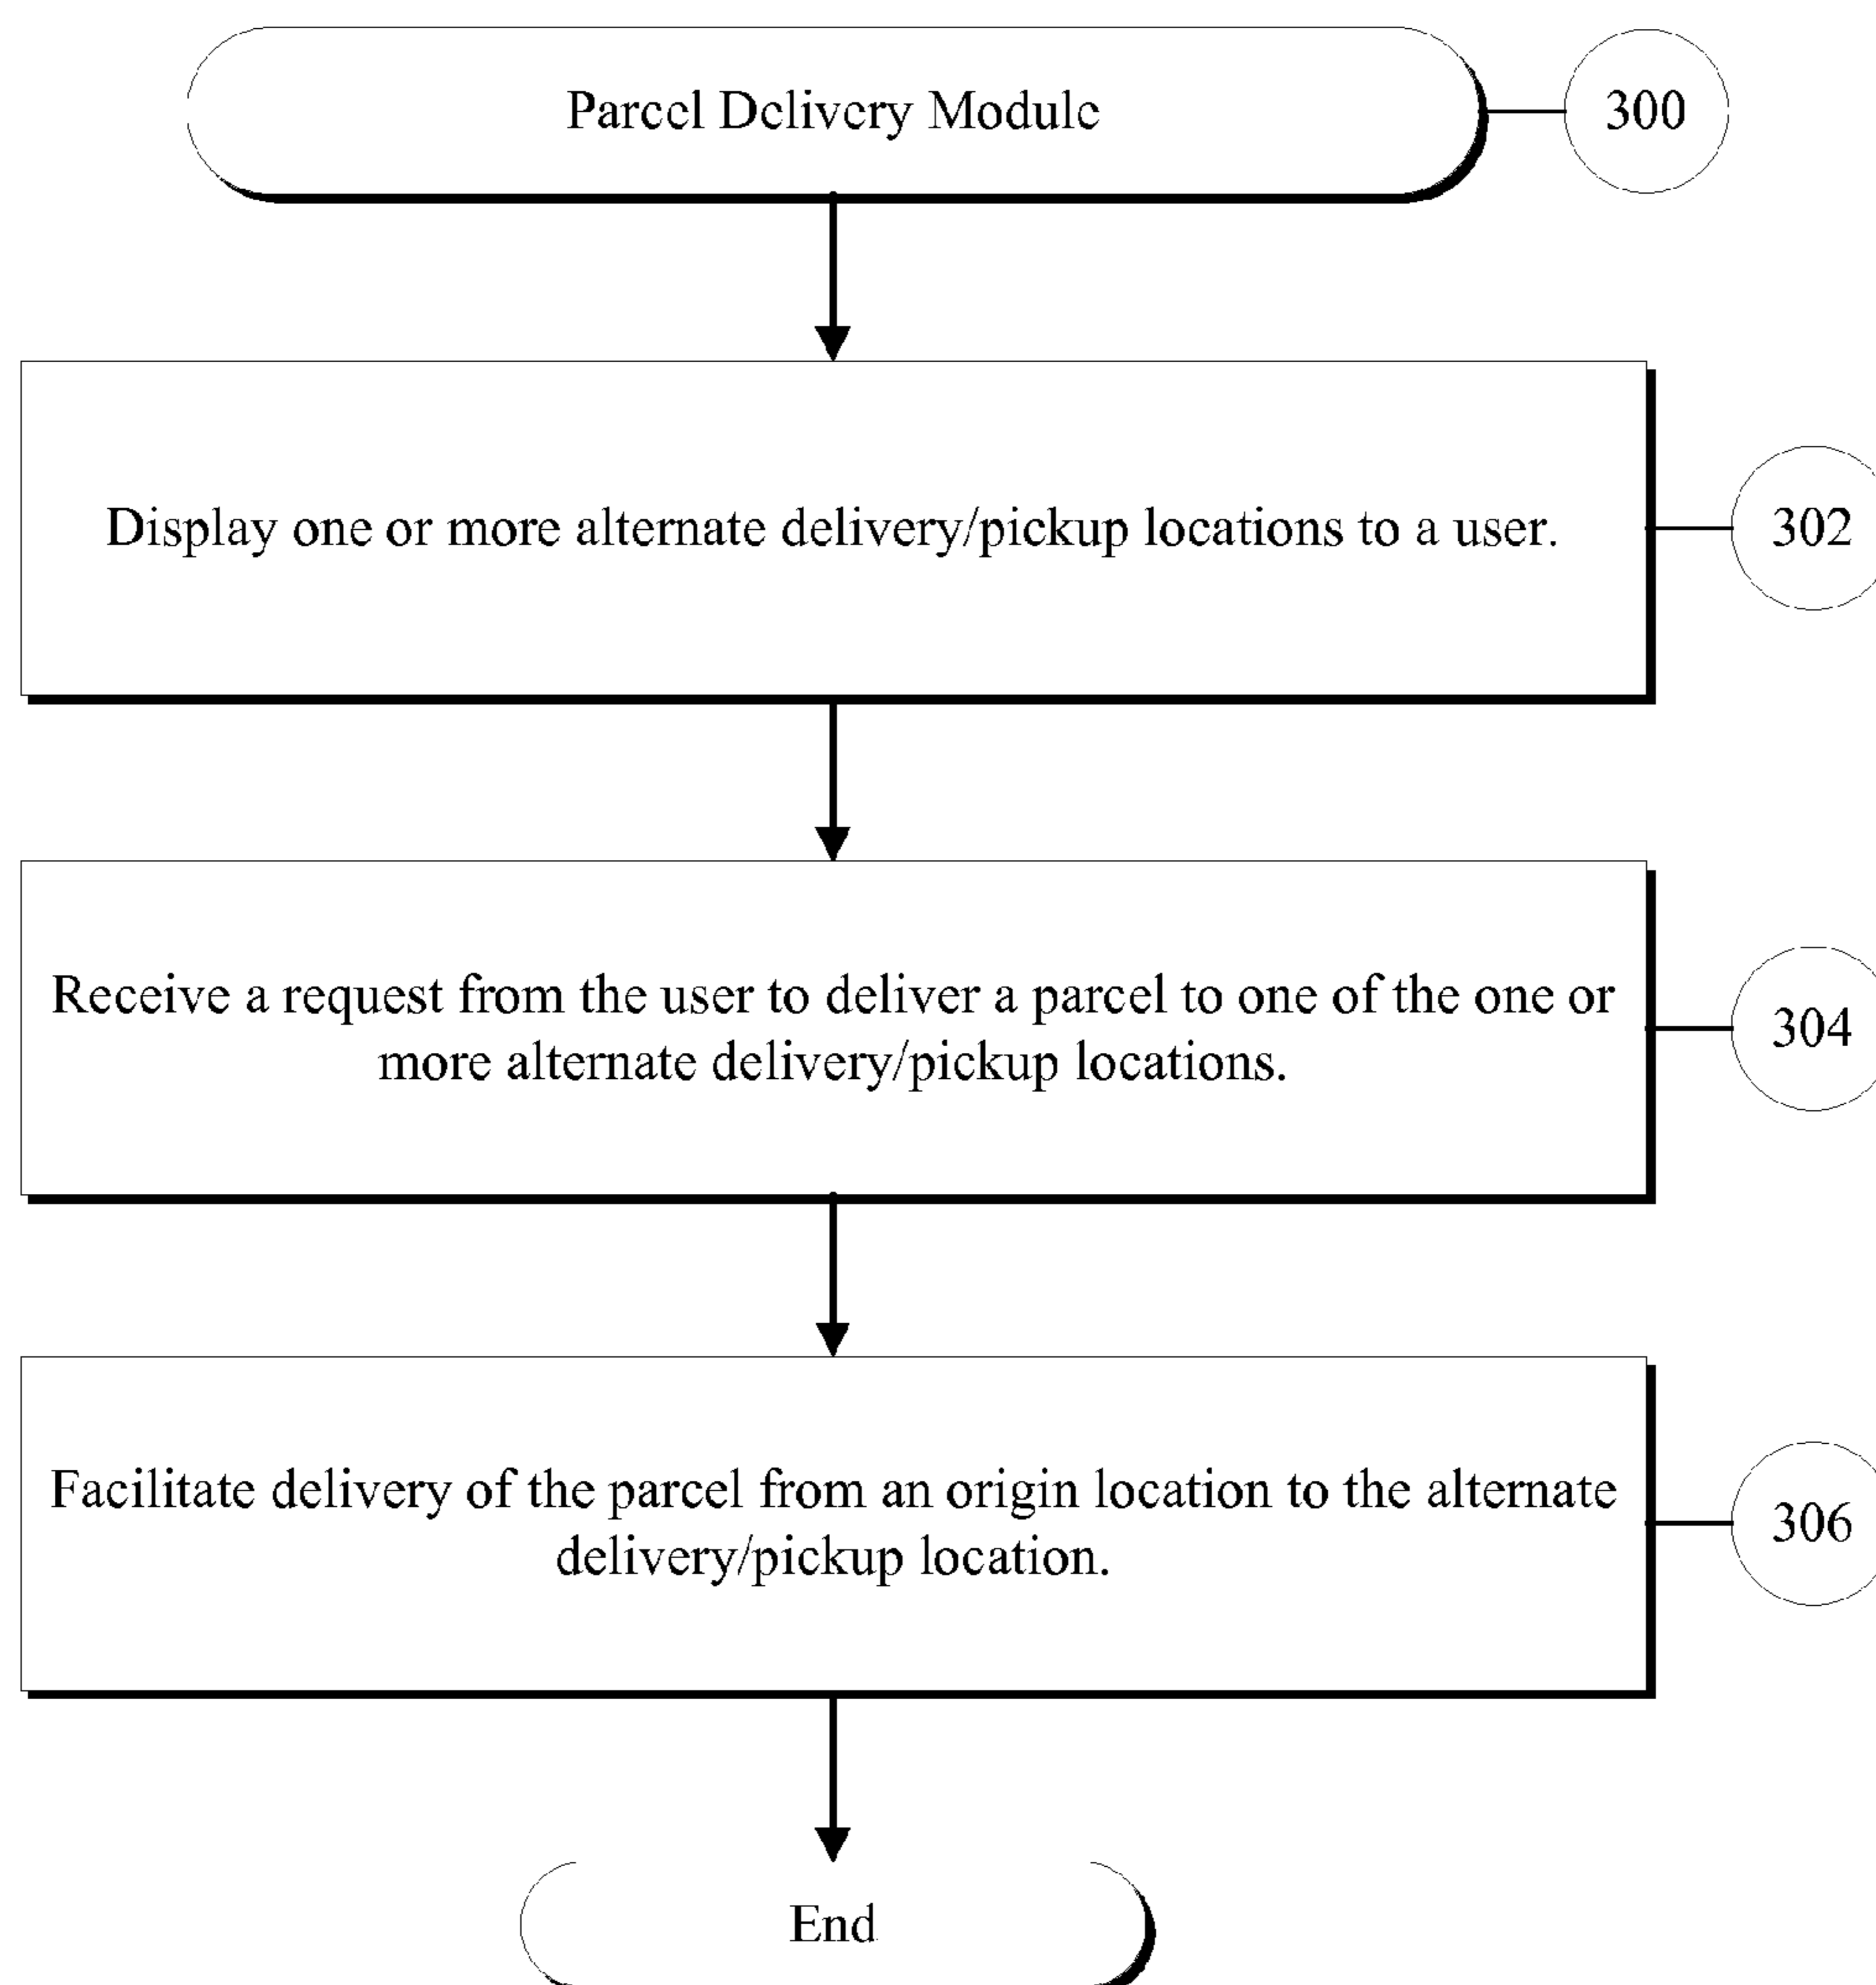 Parcel Delivery Module
300
Display one or more alternate delivery/pickup locations to a user.
302
Receive a request from the user to deliver a parcel to one of the one or
more alternate delivery/pickup locations.
304
Facilitate delivery of the parcel from an origin location to the alternate
delivery/pickup location.
306
End